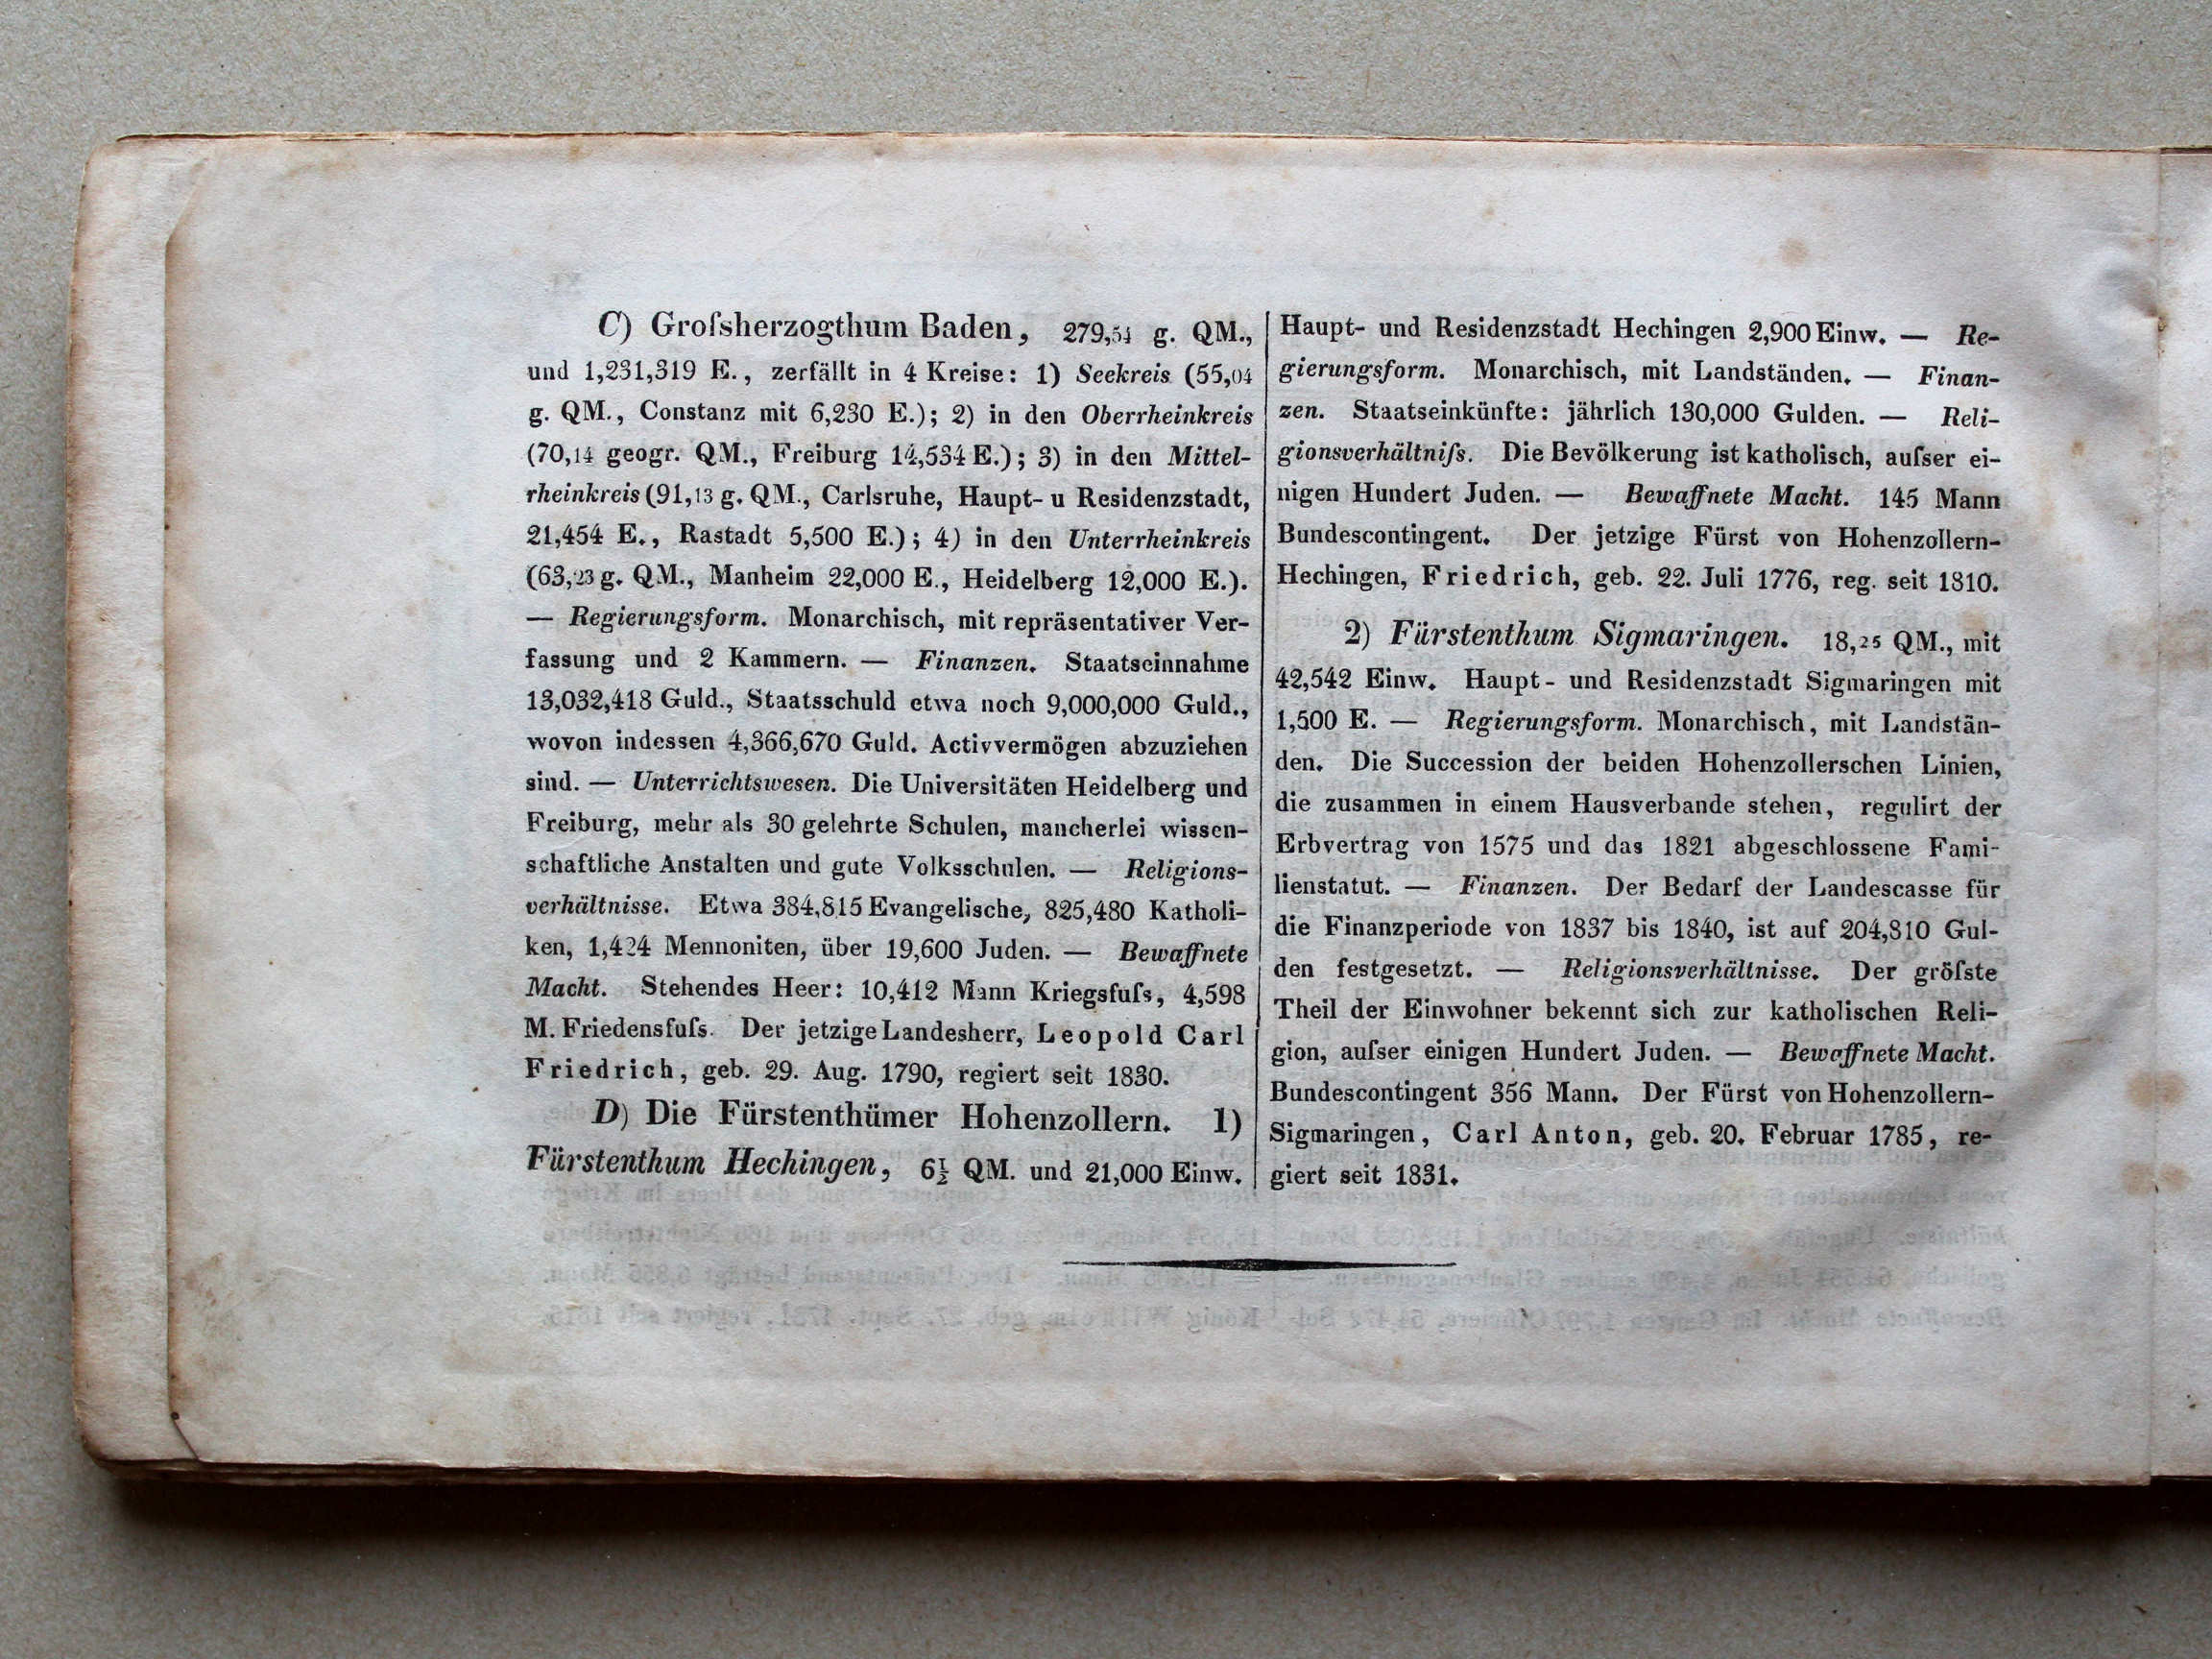 C) Groſsherzogthum Baden, 279,54 g. QM.,
und 1,231,319 E., zerfällt in 4 Kreise: 1) Seekreis (55,04
g. QM., Constanz mit 6,230 E.); 2) in den Oberrheinkreis
(70,14 geogr. QM., Freiburg 14,534 E.); 3) in den Mittel-
rheinkreis (91,13 g. QM., Carlsruhe, Haupt- u Residenzstadt,
21,454 E., Rastadt 5,500 E.); 4) in den Unterrheinkreis
(63,23 g. QM., Manheim 22,000 E., Heidelberg 12,000 E.).
— Regierungsform. Monarchisch, mit repräsentativer Ver-
fassung und 2 Kammern. — Finanzen. Staatseinnahme
13,032,418 Guld., Staatsschuld etwa noch 9,000,000 Guld.,
wovon indessen 4,366,670 Guld. Activvermögen abzuziehen
sind. — Unterrichtswesen. Die Universitäten Heidelberg und
Freiburg, mehr als 30 gelehrte Schulen, mancherlei wissen-
schaftliche Anstalten und gute Volksschulen. — Religions-
verhältnisse. Etwa 384,815 Evangelische, 825,480 Katholi-
ken, 1,424 Mennoniten, über 19,600 Juden. — Bewaffnete
Macht. Stehendes Heer: 10,412 Mann Kriegsfuſs, 4,598
M. Friedensfuſs. Der jetzige Landesherr, Leopold Carl
Friedrich, geb. 29. Aug. 1790, regiert seit 1830.
D) Die Fürstenthümer Hohenzollern. 1)
Fürstenthum Hechingen, 6½ QM. und 21,000 Einw.
Haupt- und Residenzstadt Hechingen 2,900 Einw. — Re-
gierungsform. Monarchisch, mit Landständen. — Finan-
zen. Staatseinkünfte: jährlich 130,000 Gulden. — Reli-
gionsverhältniſs. Die Bevölkerung ist katholisch, auſser ei-
nigen Hundert Juden. — Bewaffnete Macht. 145 Mann
Bundescontingent. Der jetzige Fürst von Hohenzollern-
Hechingen, Friedrich, geb. 22. Juli 1776, reg. seit 1810.
2) Fürstenthum Sigmaringen. 18,25 QM., mit
42,542 Einw. Haupt- und Residenzstadt Sigmaringen mit
1,500 E. — Regierungsform. Monarchisch, mit Landstän-
den. Die Succession der beiden Hohenzollerschen Linien,
die zusammen in einem Hausverbande stehen, regulirt der
Erbvertrag von 1575 und das 1821 abgeschlossene Fami-
lienstatut. — Finanzen. Der Bedarf der Landescasse für
die Finanzperiode von 1837 bis 1840, ist auf 204,810 Gul-
den festgesetzt. — Religionsverhältnisse. Der gröſste
Theil der Einwohner bekennt sich zur katholischen Reli-
gion, auſser einigen Hundert Juden. — Bewaffnete Macht.
Bundescontingent 356 Mann. Der Fürst von Hohenzollern-
Sigmaringen, Carl Anton, geb. 20. Februar 1785, re-
giert seit 1831.